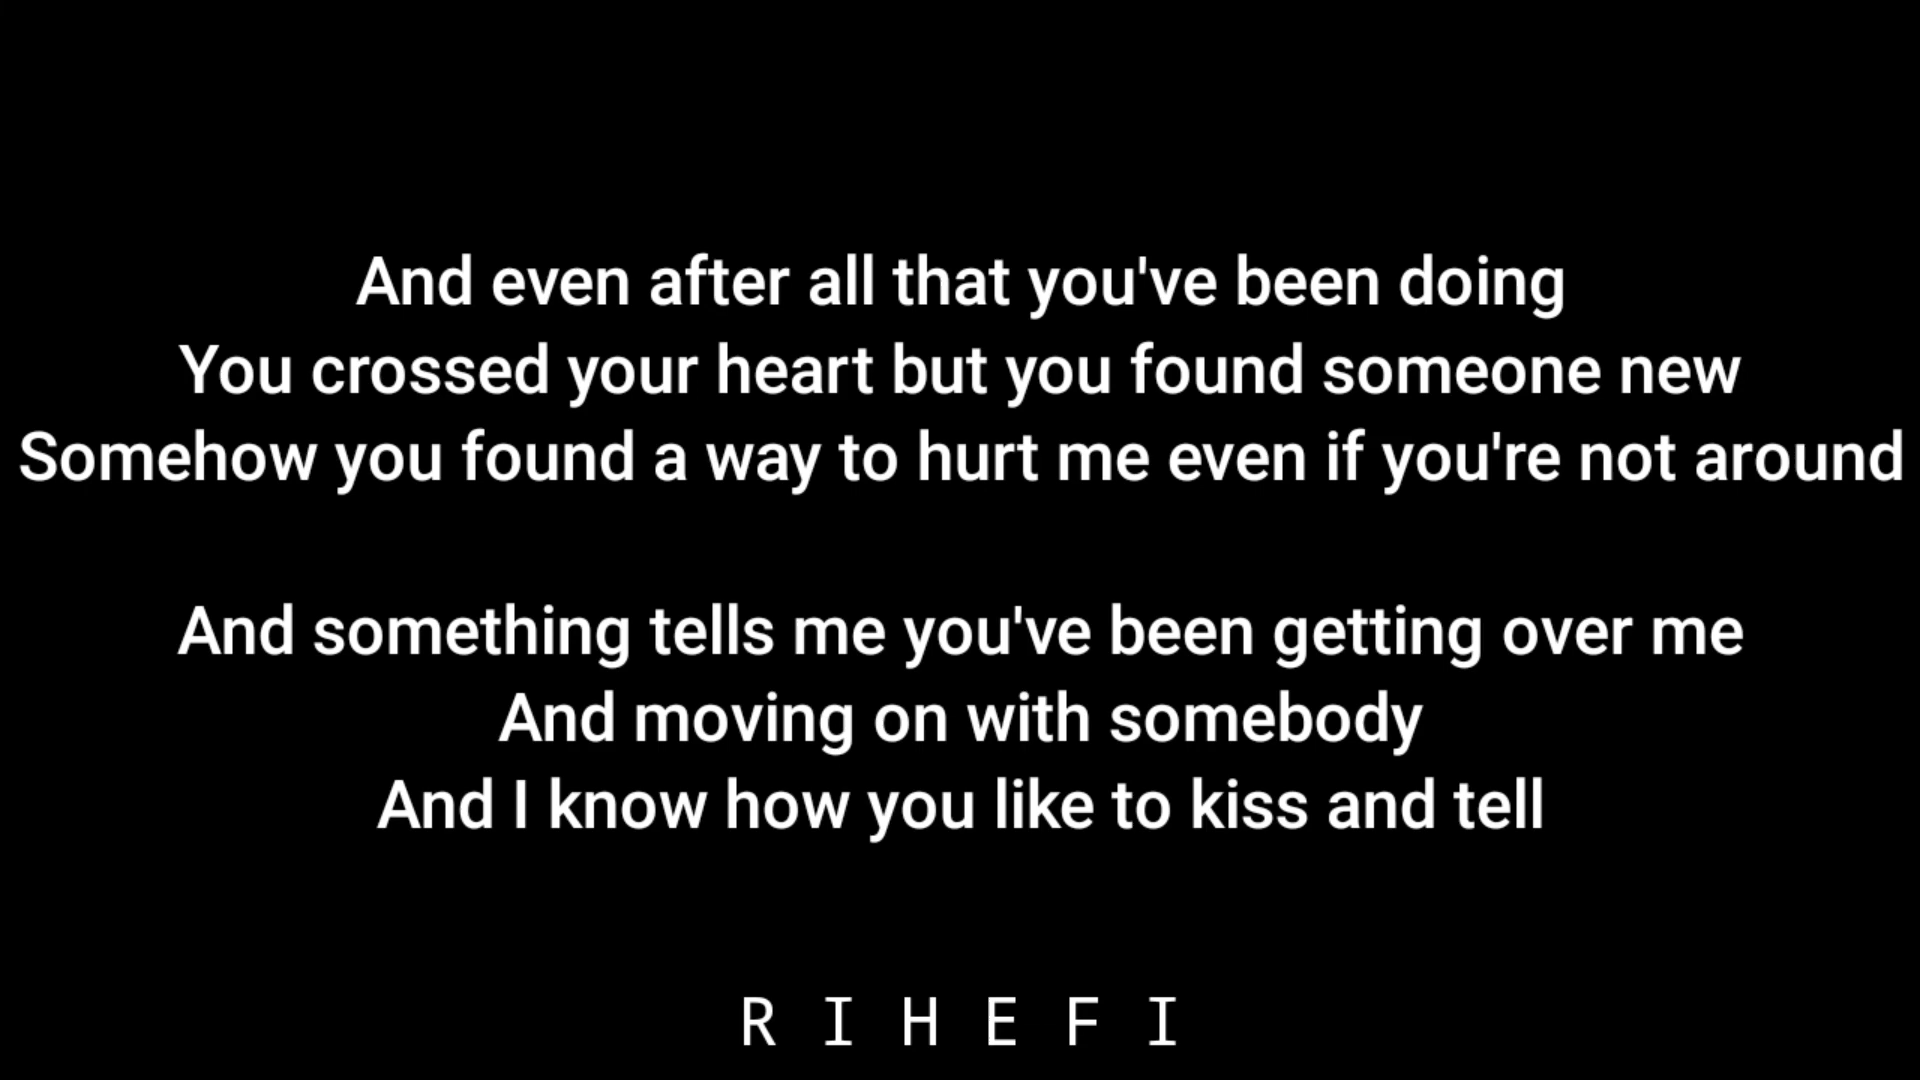 And even after all that you've been doing
You crossed your heart but you found someone new
Somehow you found a way to hurt me even if you're not around
And something tells me you've been getting over me
And moving on with somebody
And I know how you like to kiss and tell
R I H E F I